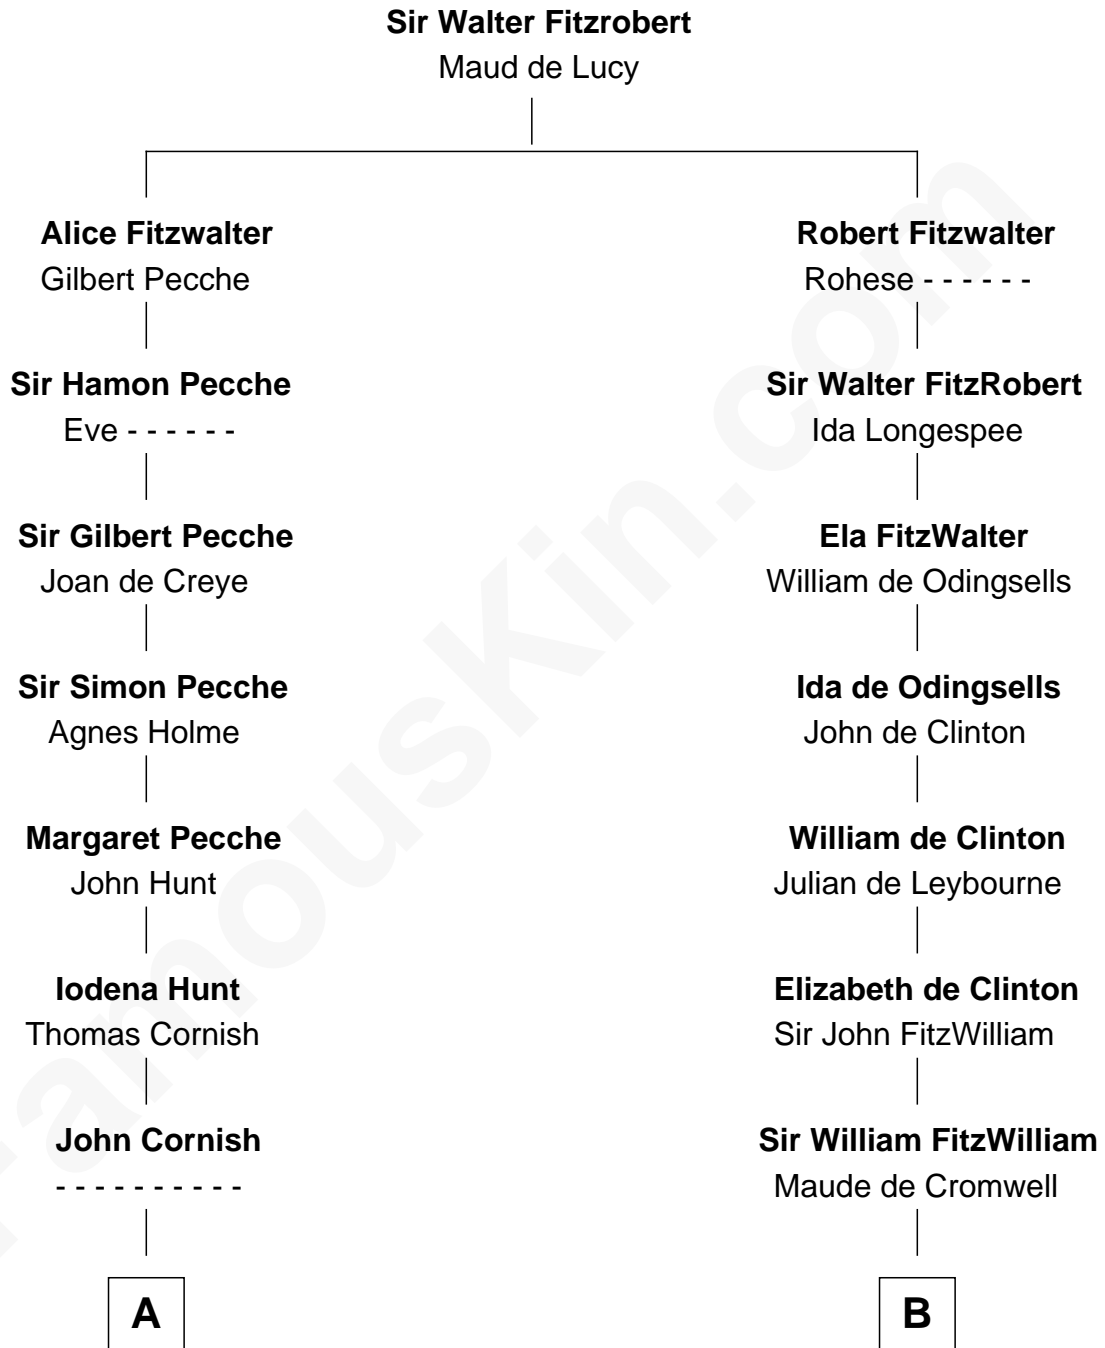 Sir Walter Fitzrobert
Maud de Lucy
Alice Fitzwalter
Gilbert Pecche
Robert Fitzwalter
Rohese - - - - - -
Sir Hamon Pecche
Eve - - - - - -
Sir Walter FitzRobert
Ida Longespee
Sir Gilbert Pecche
Joan de Creye
Ela FitzWalter
William de Odingsells
Sir Simon Pecche
Agnes Holme
Ida de Odingsells
John de Clinton
Margaret Pecche
John Hunt
William de Clinton
Julian de Leybourne
Iodena Hunt
Thomas Cornish
Elizabeth de Clinton
Sir John FitzWilliam
John Cornish
- - - - - - - - - -
Sir William FitzWilliam
Maude de Cromwell
A
B
FamousKin.com